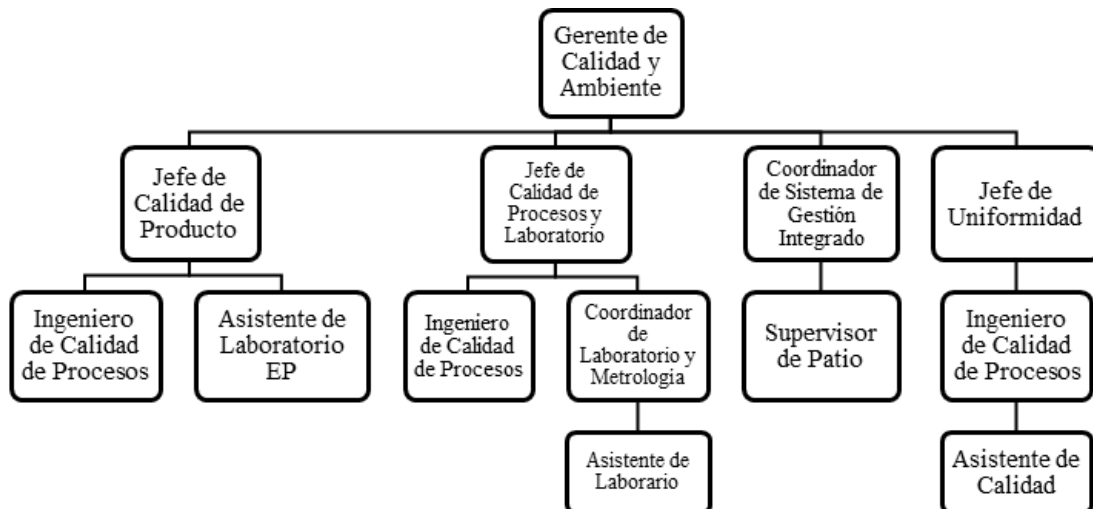 Gerente de
Calidad y
Ambiente
Jefe de
Calidad de
Producto
Jefe de
Calidad de
Procesos y
Laboratorio
Coordinador
de Sistema de
Gestión
Integrado
Jefe de
Uniformidad
Ingeniero
de Calidad
de Procesos
Asistente de
Laboratorio
EP
Ingeniero
de Calidad
de Procesos
Coordinador
de
Laboratorio y
Metrologia
Supervisor
de Patio
Ingeniero
de Calidad
de Procesos
Asistente de
Laborario
Asistente de
Calidad